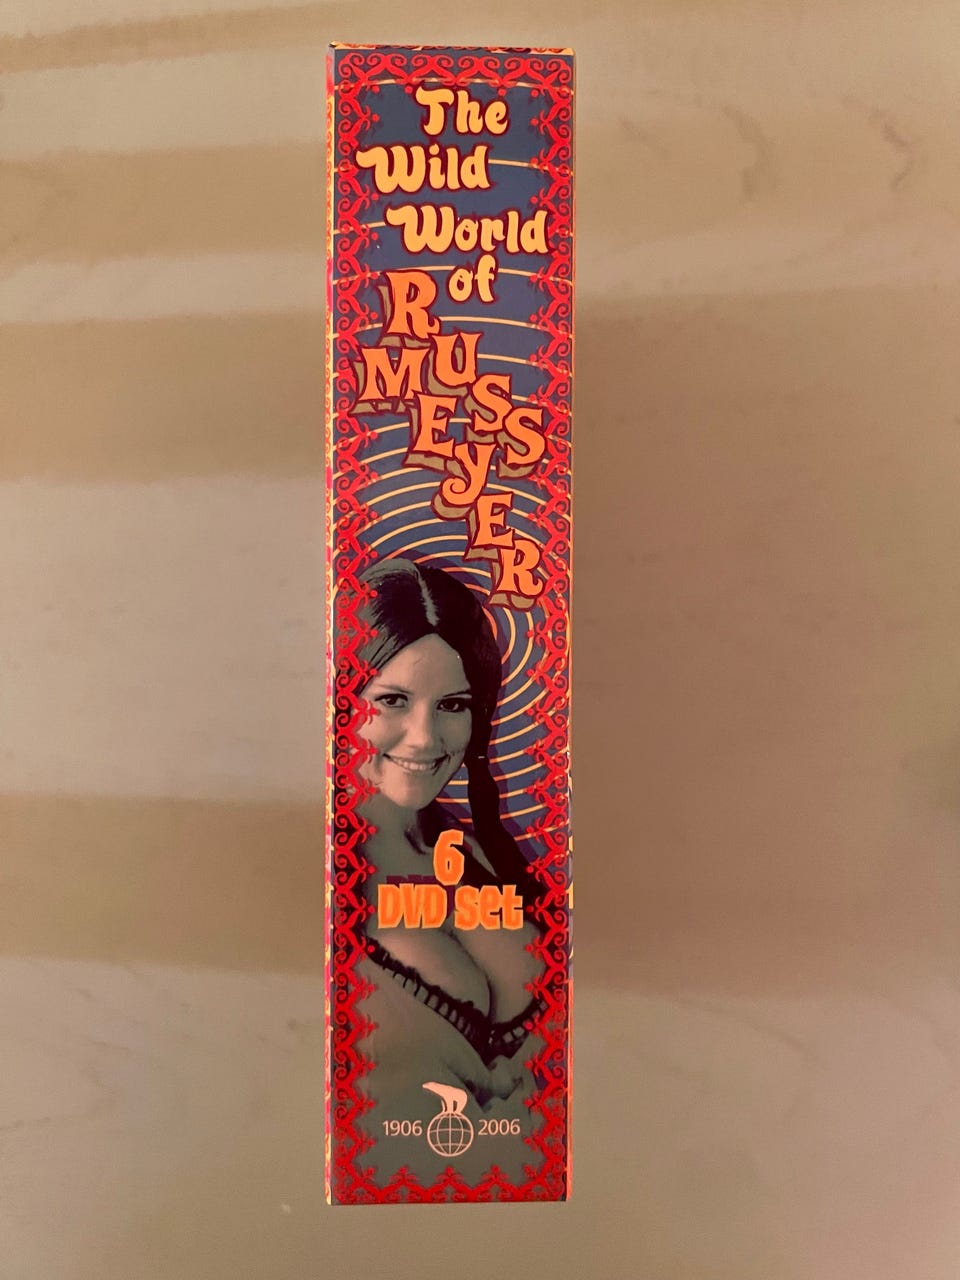 The
Wild
World
of
RUSS
MEyER
6
DVD set
1906 2006